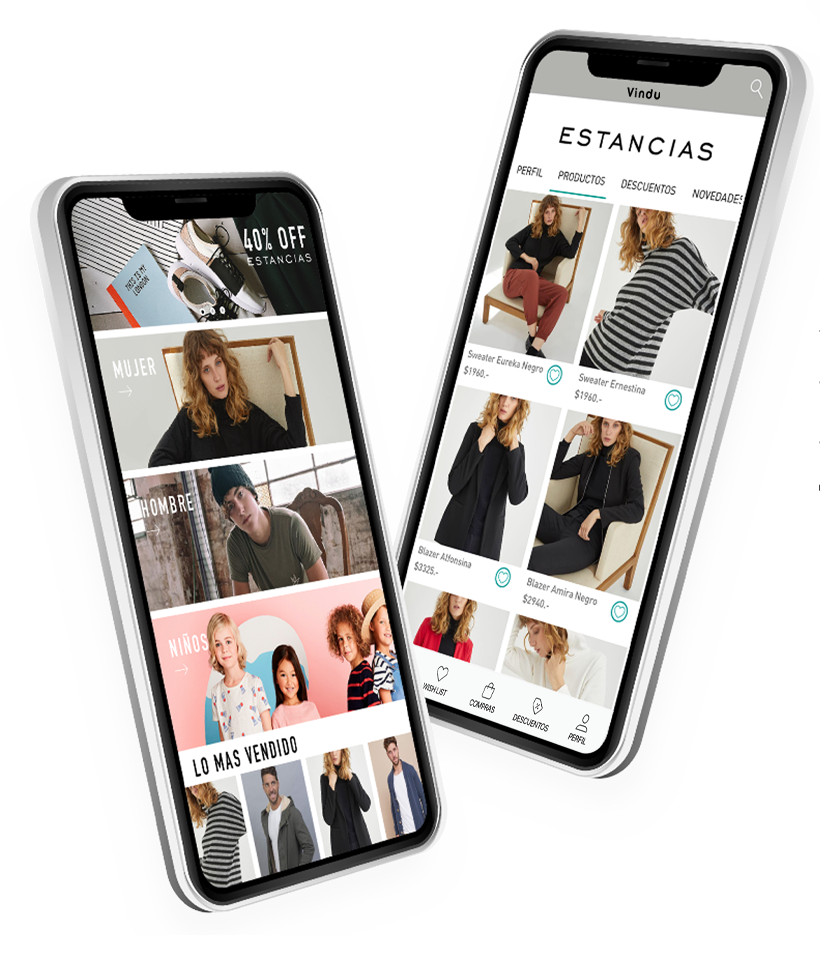 40% OFF
ESTANCIAS
THIS IS MY
LONDON
MUJER
HOMBRE
NIÑOS
LO MAS VENDIDO
Vindu
ESTANCIAS
PERFIL PRODUCTOS DESCUENTOS NOVEDADES
Sweater Eureka Negro
$1960.-
Sweater Ernestina
$1960.-
Blazer Alfonsina
$3325.-
Blazer Amira Negro
$2940.-
WISH LIST COMPRAS DESCUENTOS PERFIL